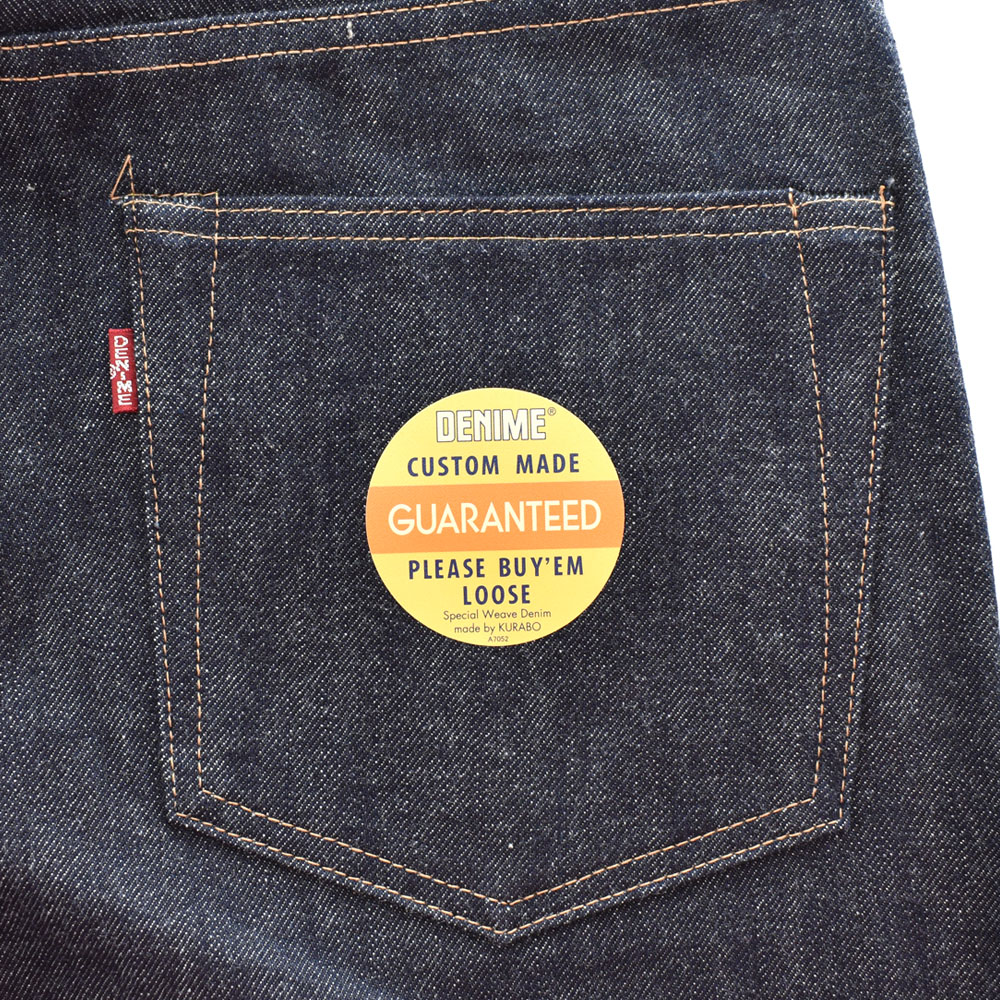 DENIME
DENIME®
CUSTOM MADE
GUARANTEED
PLEASE BUY'EM
LOOSE
Special Weave Denim
made by KURABO
A7052